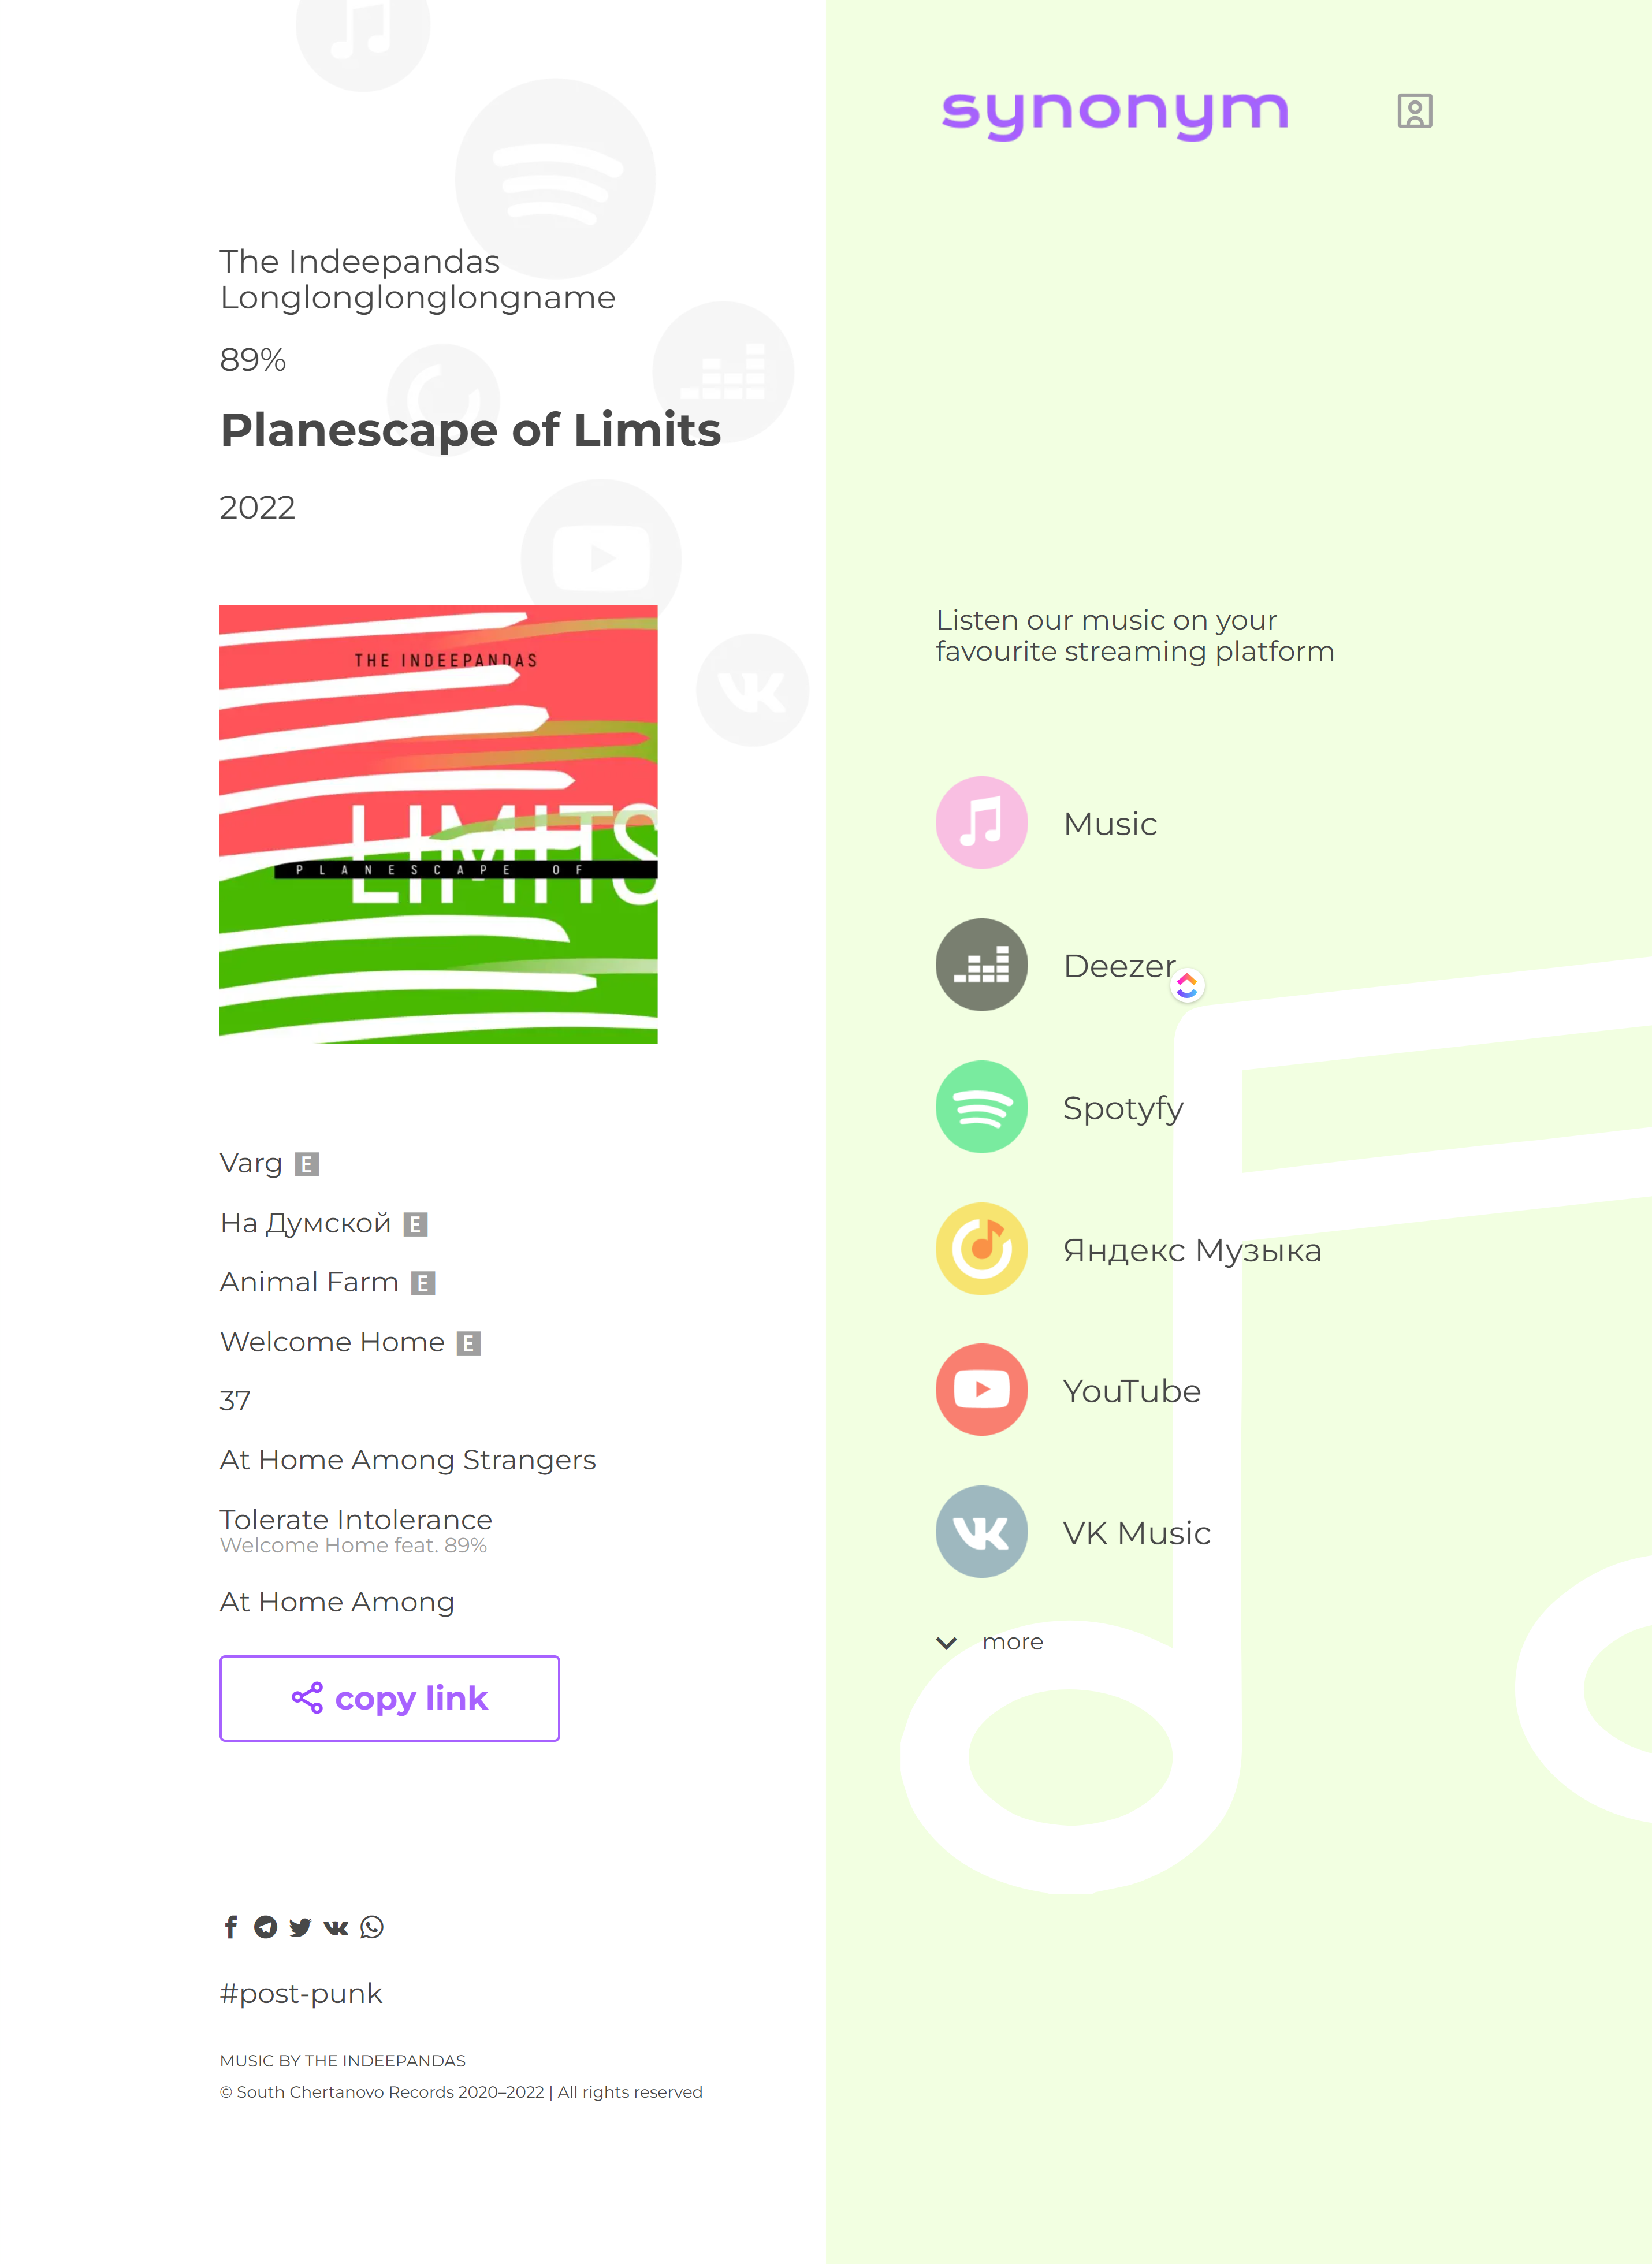 The Indeepandas
Longlonglonglongname
89%
Planescape of Limits
2022
THE INDEEPANDAS
LIMITS
PLANESCAPE OF
Varg E
На Думской E
Animal Farm E
Welcome Home E
37
At Home Among Strangers
Tolerate Intolerance
Welcome Home feat. 89%
At Home Among
copy link
#post-punk
MUSIC BY THE INDEEPANDAS
© South Chertanovo Records 2020–2022 | All rights reserved
synonym
Listen our music on your
favourite streaming platform
Music
Deezer
Spotyfy
Яндекс Музыка
YouTube
VK Music
more